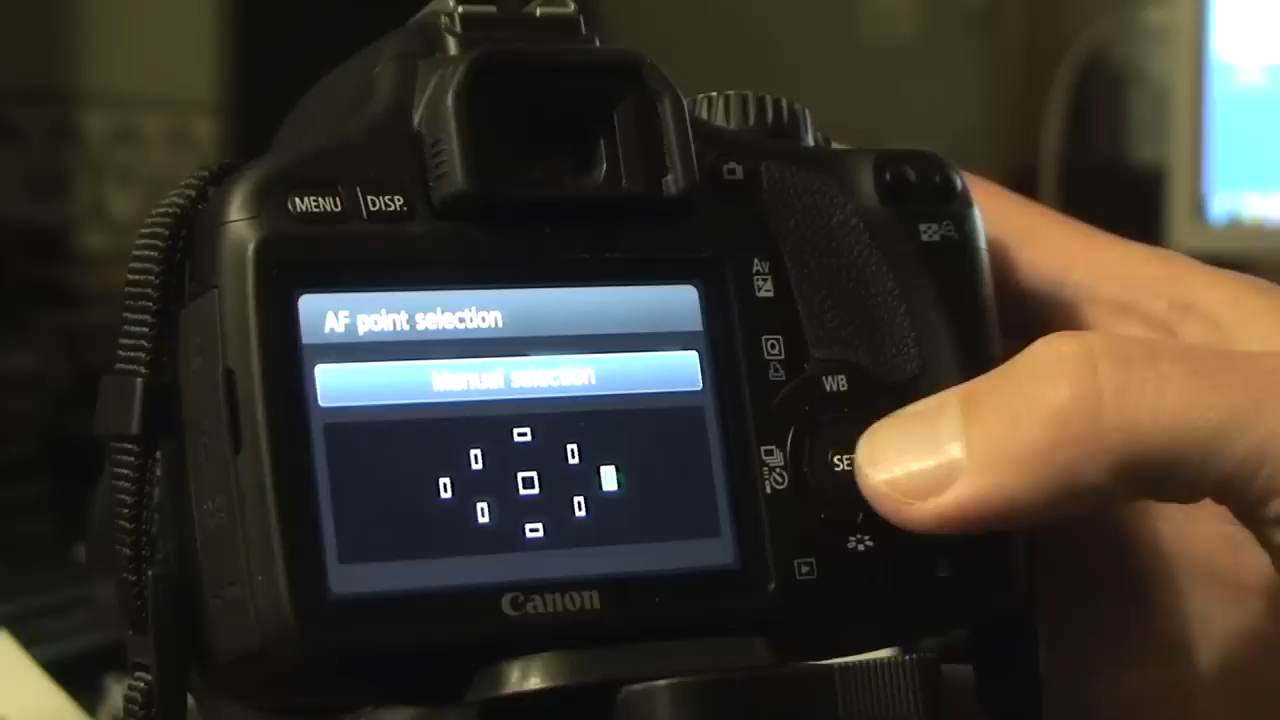 MENU DISP.
AF point selection
Manual selection
Av
Q
WB
SET
Canon